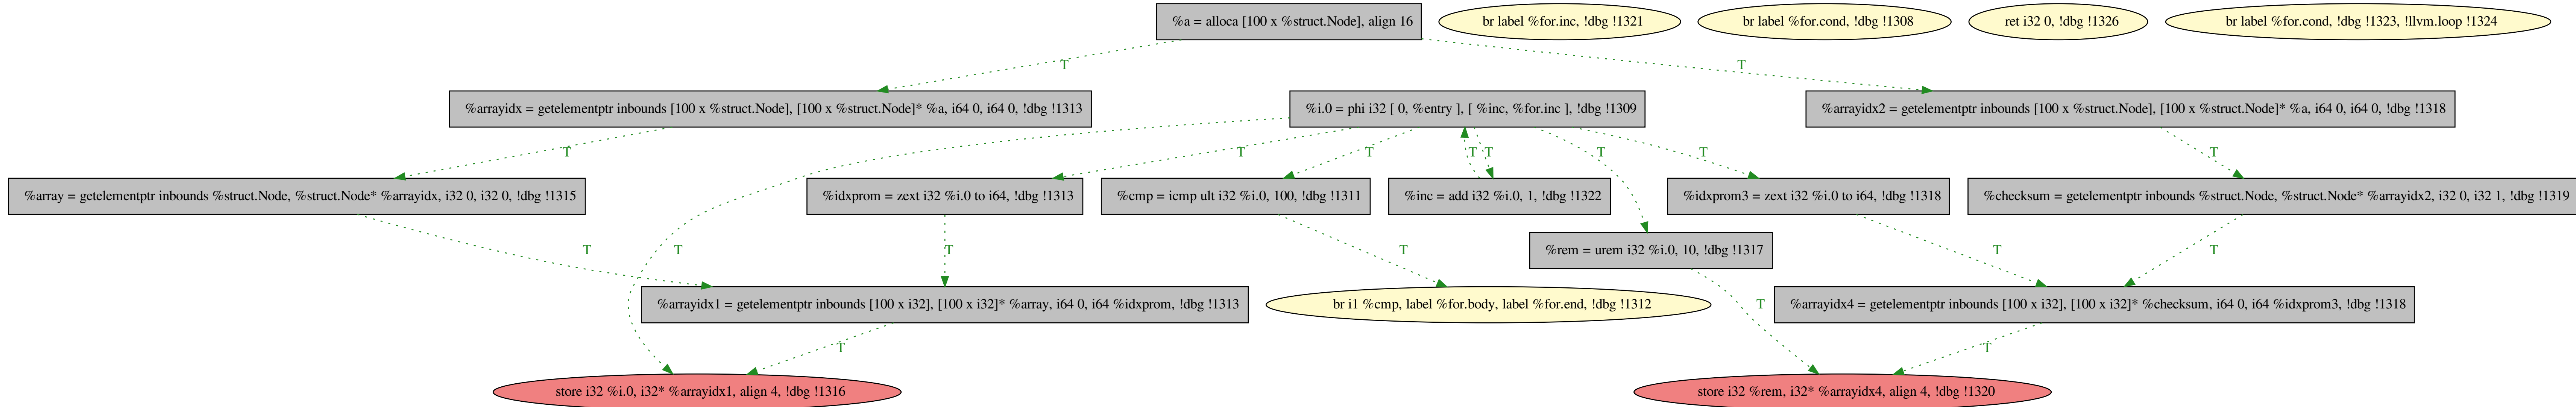 %a = alloca [100 x %struct.Node], align 16
br label %for.inc, !dbg !1321
br label %for.cond, !dbg !1308
ret i32 0, !dbg !1326
br label %for.cond, !dbg !1323, !llvm.loop !1324
T
T
%arrayidx = getelementptr inbounds [100 x %struct.Node], [100 x %struct.Node]* %a, i64 0, i64 0, !dbg !1313
%i.0 = phi i32 [ 0, %entry ], [ %inc, %for.inc ], !dbg !1309
%arrayidx2 = getelementptr inbounds [100 x %struct.Node], [100 x %struct.Node]* %a, i64 0, i64 0, !dbg !1318
T
T
T
T
T
T
T
T
%array = getelementptr inbounds %struct.Node, %struct.Node* %arrayidx, i32 0, i32 0, !dbg !1315
%idxprom = zext i32 %i.0 to i64, !dbg !1313
%cmp = icmp ult i32 %i.0, 100, !dbg !1311
%inc = add i32 %i.0, 1, !dbg !1322
%idxprom3 = zext i32 %i.0 to i64, !dbg !1318
%checksum = getelementptr inbounds %struct.Node, %struct.Node* %arrayidx2, i32 0, i32 1, !dbg !1319
T
T
T
T
%rem = urem i32 %i.0, 10, !dbg !1317
T
T
%arrayidx1 = getelementptr inbounds [100 x i32], [100 x i32]* %array, i64 0, i64 %idxprom, !dbg !1313
br i1 %cmp, label %for.body, label %for.end, !dbg !1312
T
%arrayidx4 = getelementptr inbounds [100 x i32], [100 x i32]* %checksum, i64 0, i64 %idxprom3, !dbg !1318
T
T
store i32 %i.0, i32* %arrayidx1, align 4, !dbg !1316
store i32 %rem, i32* %arrayidx4, align 4, !dbg !1320